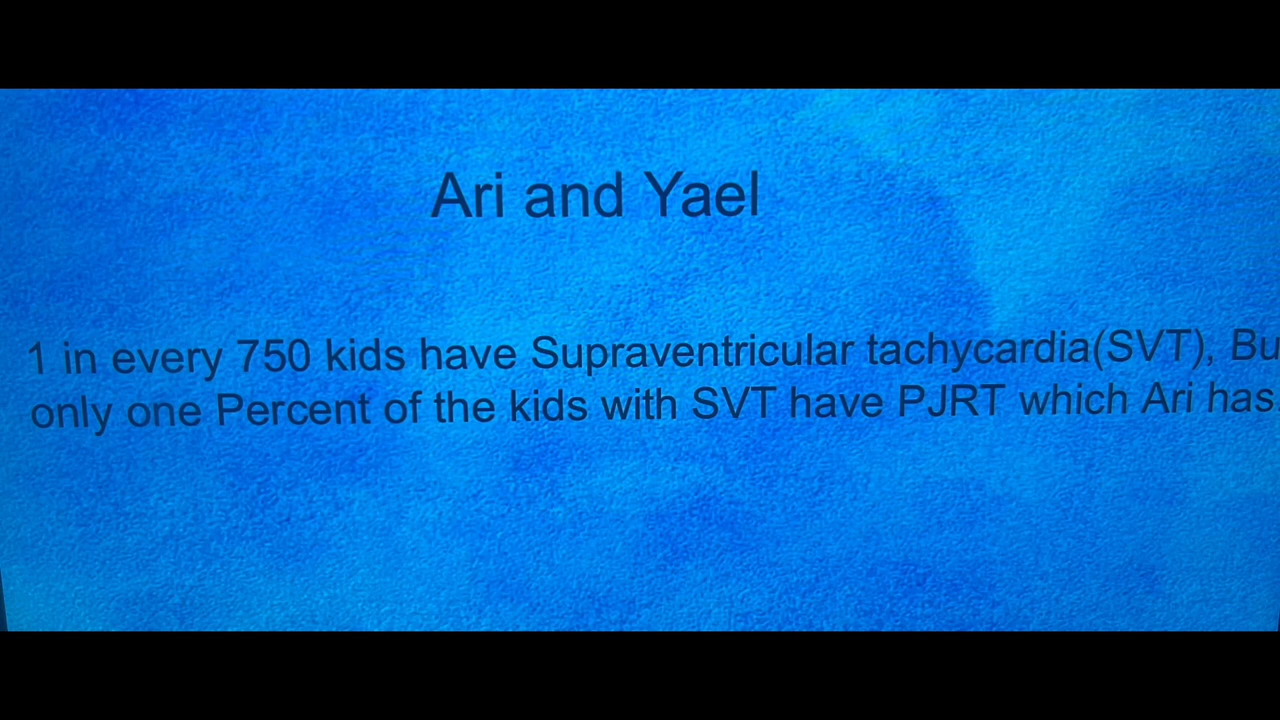 Ari and Yael
1 in every 750 kids have Supraventricular tachycardia(SVT), Bu
only one Percent of the kids with SVT have PJRT which Ari has.